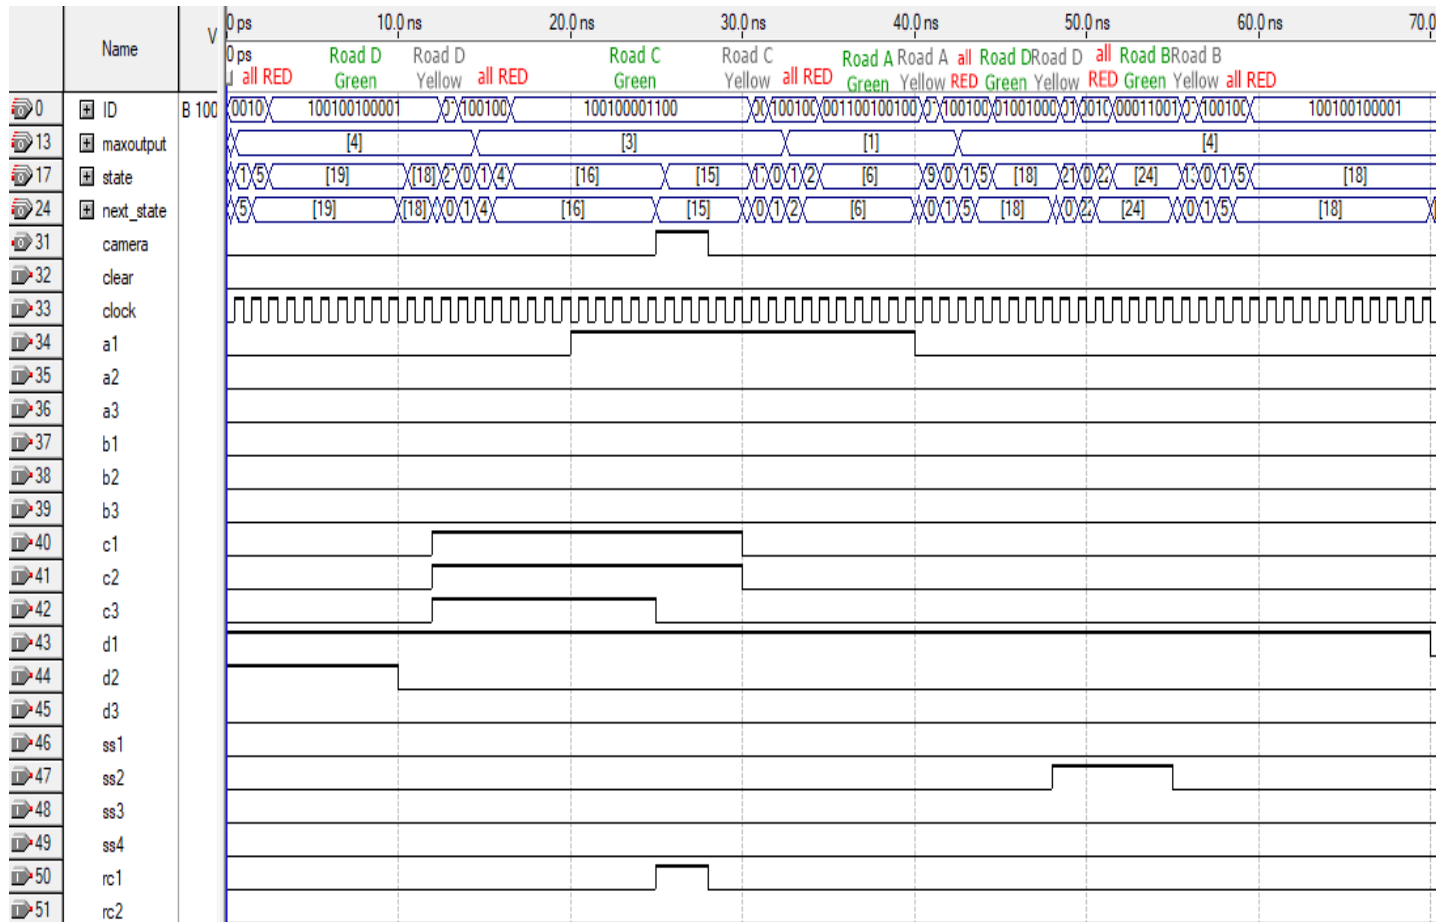 Name V 0 ps 10.0 ns 20.0 ns 30.0 ns 40.0 ns 50.0 ns 60.0 ns 70.0
0 ps Road D Road D Road C Road C Road A Road A all Road D Road D all Road B Road B
all RED Green Yellow all RED Green Yellow all RED Green Yellow RED Green Yellow RED Green Yellow all RED
0 ID B 100 0010 100100100001 100100 100100001100 100100 001100100100 100100 01001000 00011001 100100 100100100001
13 maxoutput [4] [3] [1] [4]
17 state 1 5 [19] [18] 0 1 4 [16] [15] 0 1 2 [6] 9 0 1 5 [18] 21 0 22 [24] 0 1 5 [18]
24 next_state 5 [19] [18] 0 1 4 [16] [15] 0 1 2 [6] 0 1 5 [18] 0 [24] 0 1 5 [18]
31 camera
32 clear
33 clock
34 a1
35 a2
36 a3
37 b1
38 b2
39 b3
40 c1
41 c2
42 c3
43 d1
44 d2
45 d3
46 ss1
47 ss2
48 ss3
49 ss4
50 rc1
51 rc2